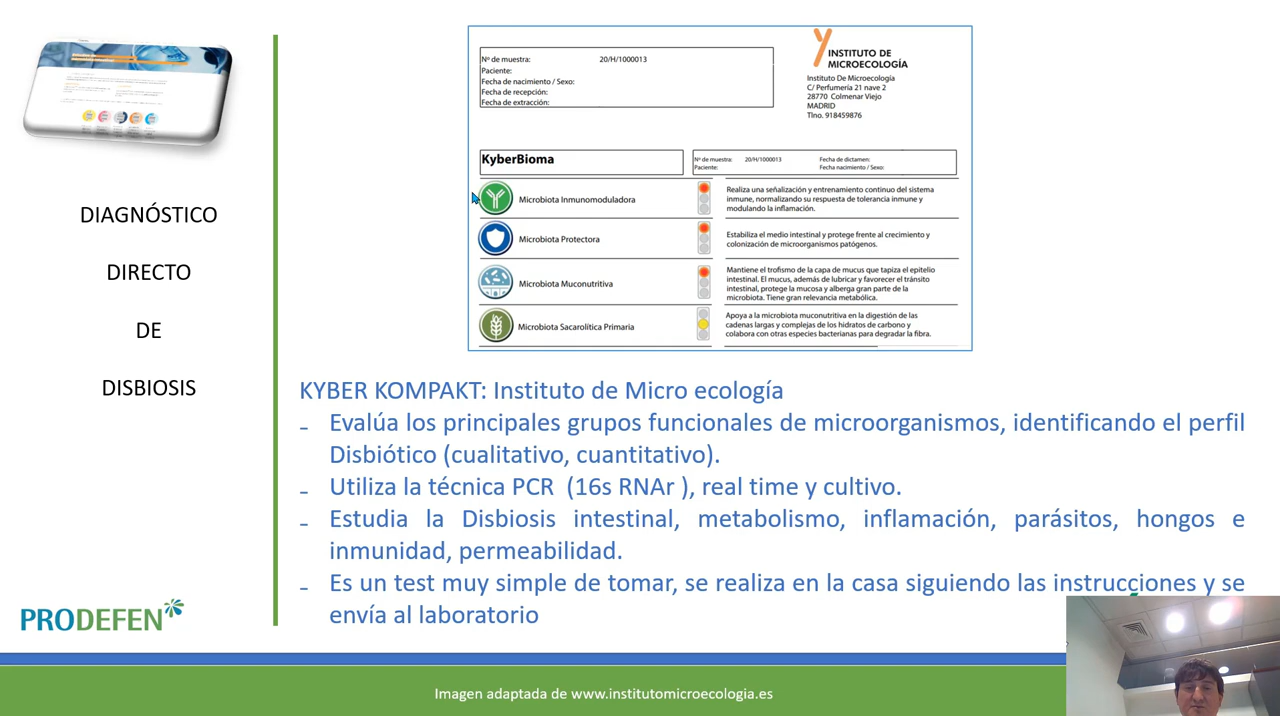 DIAGNÓSTICO
DIRECTO
DE
DISBIOSIS
PRODEFEN
Nº de muestra: 20/H/1000013
Paciente:
Fecha de nacimiento / Sexo:
Fecha de recepción:
Fecha de extracción:
INSTITUTO DE
MICROECOLOGÍA
Instituto De Microecología
C/ Perfumería 21 nave 2
28770 Colmenar Viejo
MADRID
Tlno. 918459876
KyberBioma
Nº de muestra: 20/H/1000013 Fecha de dictamen:
Paciente: Fecha nacimiento / Sexo:
Microbiota Inmunomoduladora
Realiza una señalización y entrenamiento continuo del sistema
inmune, normalizando su respuesta de tolerancia inmune y
modulando la inflamación.
Microbiota Protectora
Estabiliza el medio intestinal y protege frente al crecimiento y
colonización de microorganismos patógenos.
Microbiota Muconutritiva
Mantiene el trofismo de la capa de mucus que tapiza el epitelio
intestinal. El mucus, además de lubricar y favorecer el tránsito
intestinal, protege la mucosa y alberga gran parte de la
microbiota. Tiene gran relevancia metabólica.
Microbiota Sacarolítica Primaria
Apoya a la microbiota muconutritiva en la digestión de las
cadenas largas y complejas de los hidratos de carbono y
colabora con otras especies bacterianas para degradar la fibra.
KYBER KOMPAKT: Instituto de Micro ecología
- Evalúa los principales grupos funcionales de microorganismos, identificando el perfil
Disbiótico (cualitativo, cuantitativo).
- Utiliza la técnica PCR (16s RNAr ), real time y cultivo.
- Estudia la Disbiosis intestinal, metabolismo, inflamación, parásitos, hongos e
inmunidad, permeabilidad.
- Es un test muy simple de tomar, se realiza en la casa siguiendo las instrucciones y se
envía al laboratorio
Imagen adaptada de www.institutomicroecologia.es